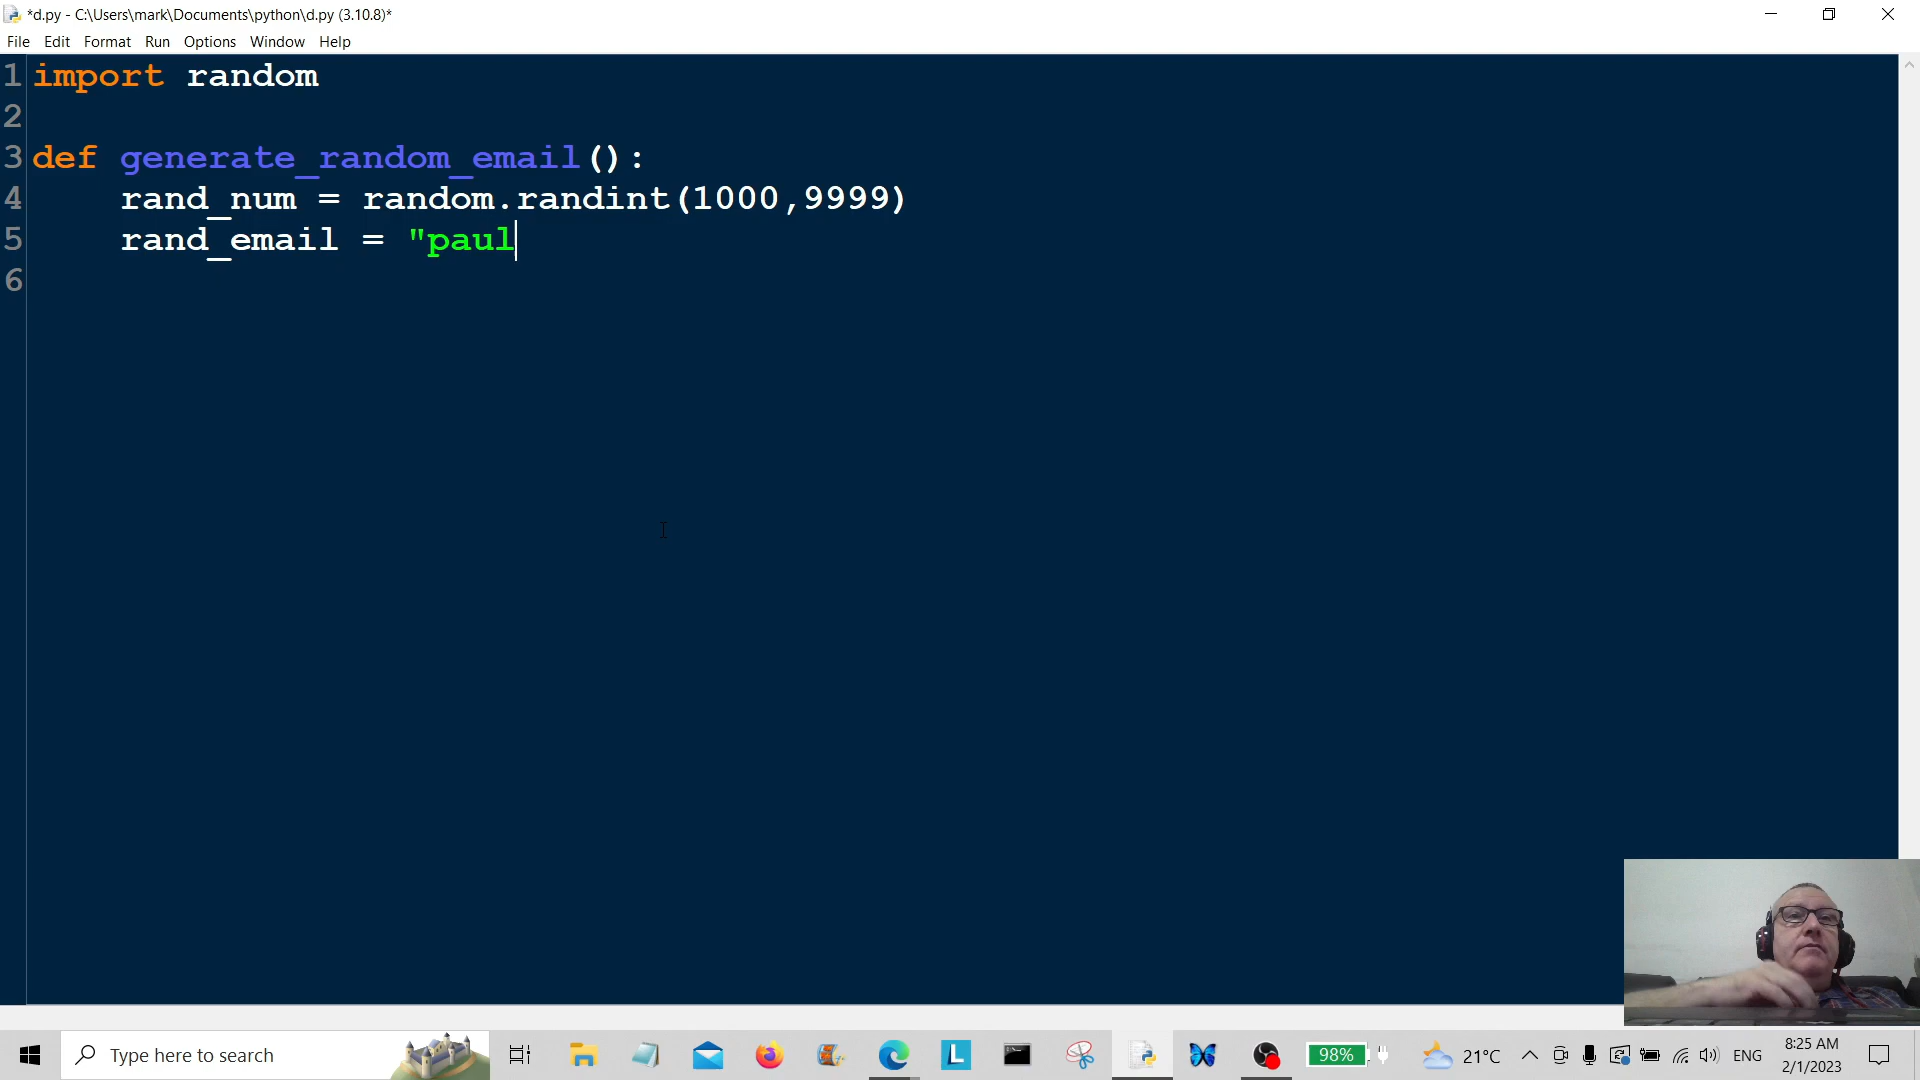 *d.py - C:\Users\mark\Documents\python\d.py (3.10.8)*
File Edit Format Run Options Window Help
1 import random
2
3 def generate_random_email():
4     rand_num = random.randint(1000,9999)
5     rand_email = "paul
6
Type here to search
L
98%
21°C
ENG
8:25 AM
2/1/2023